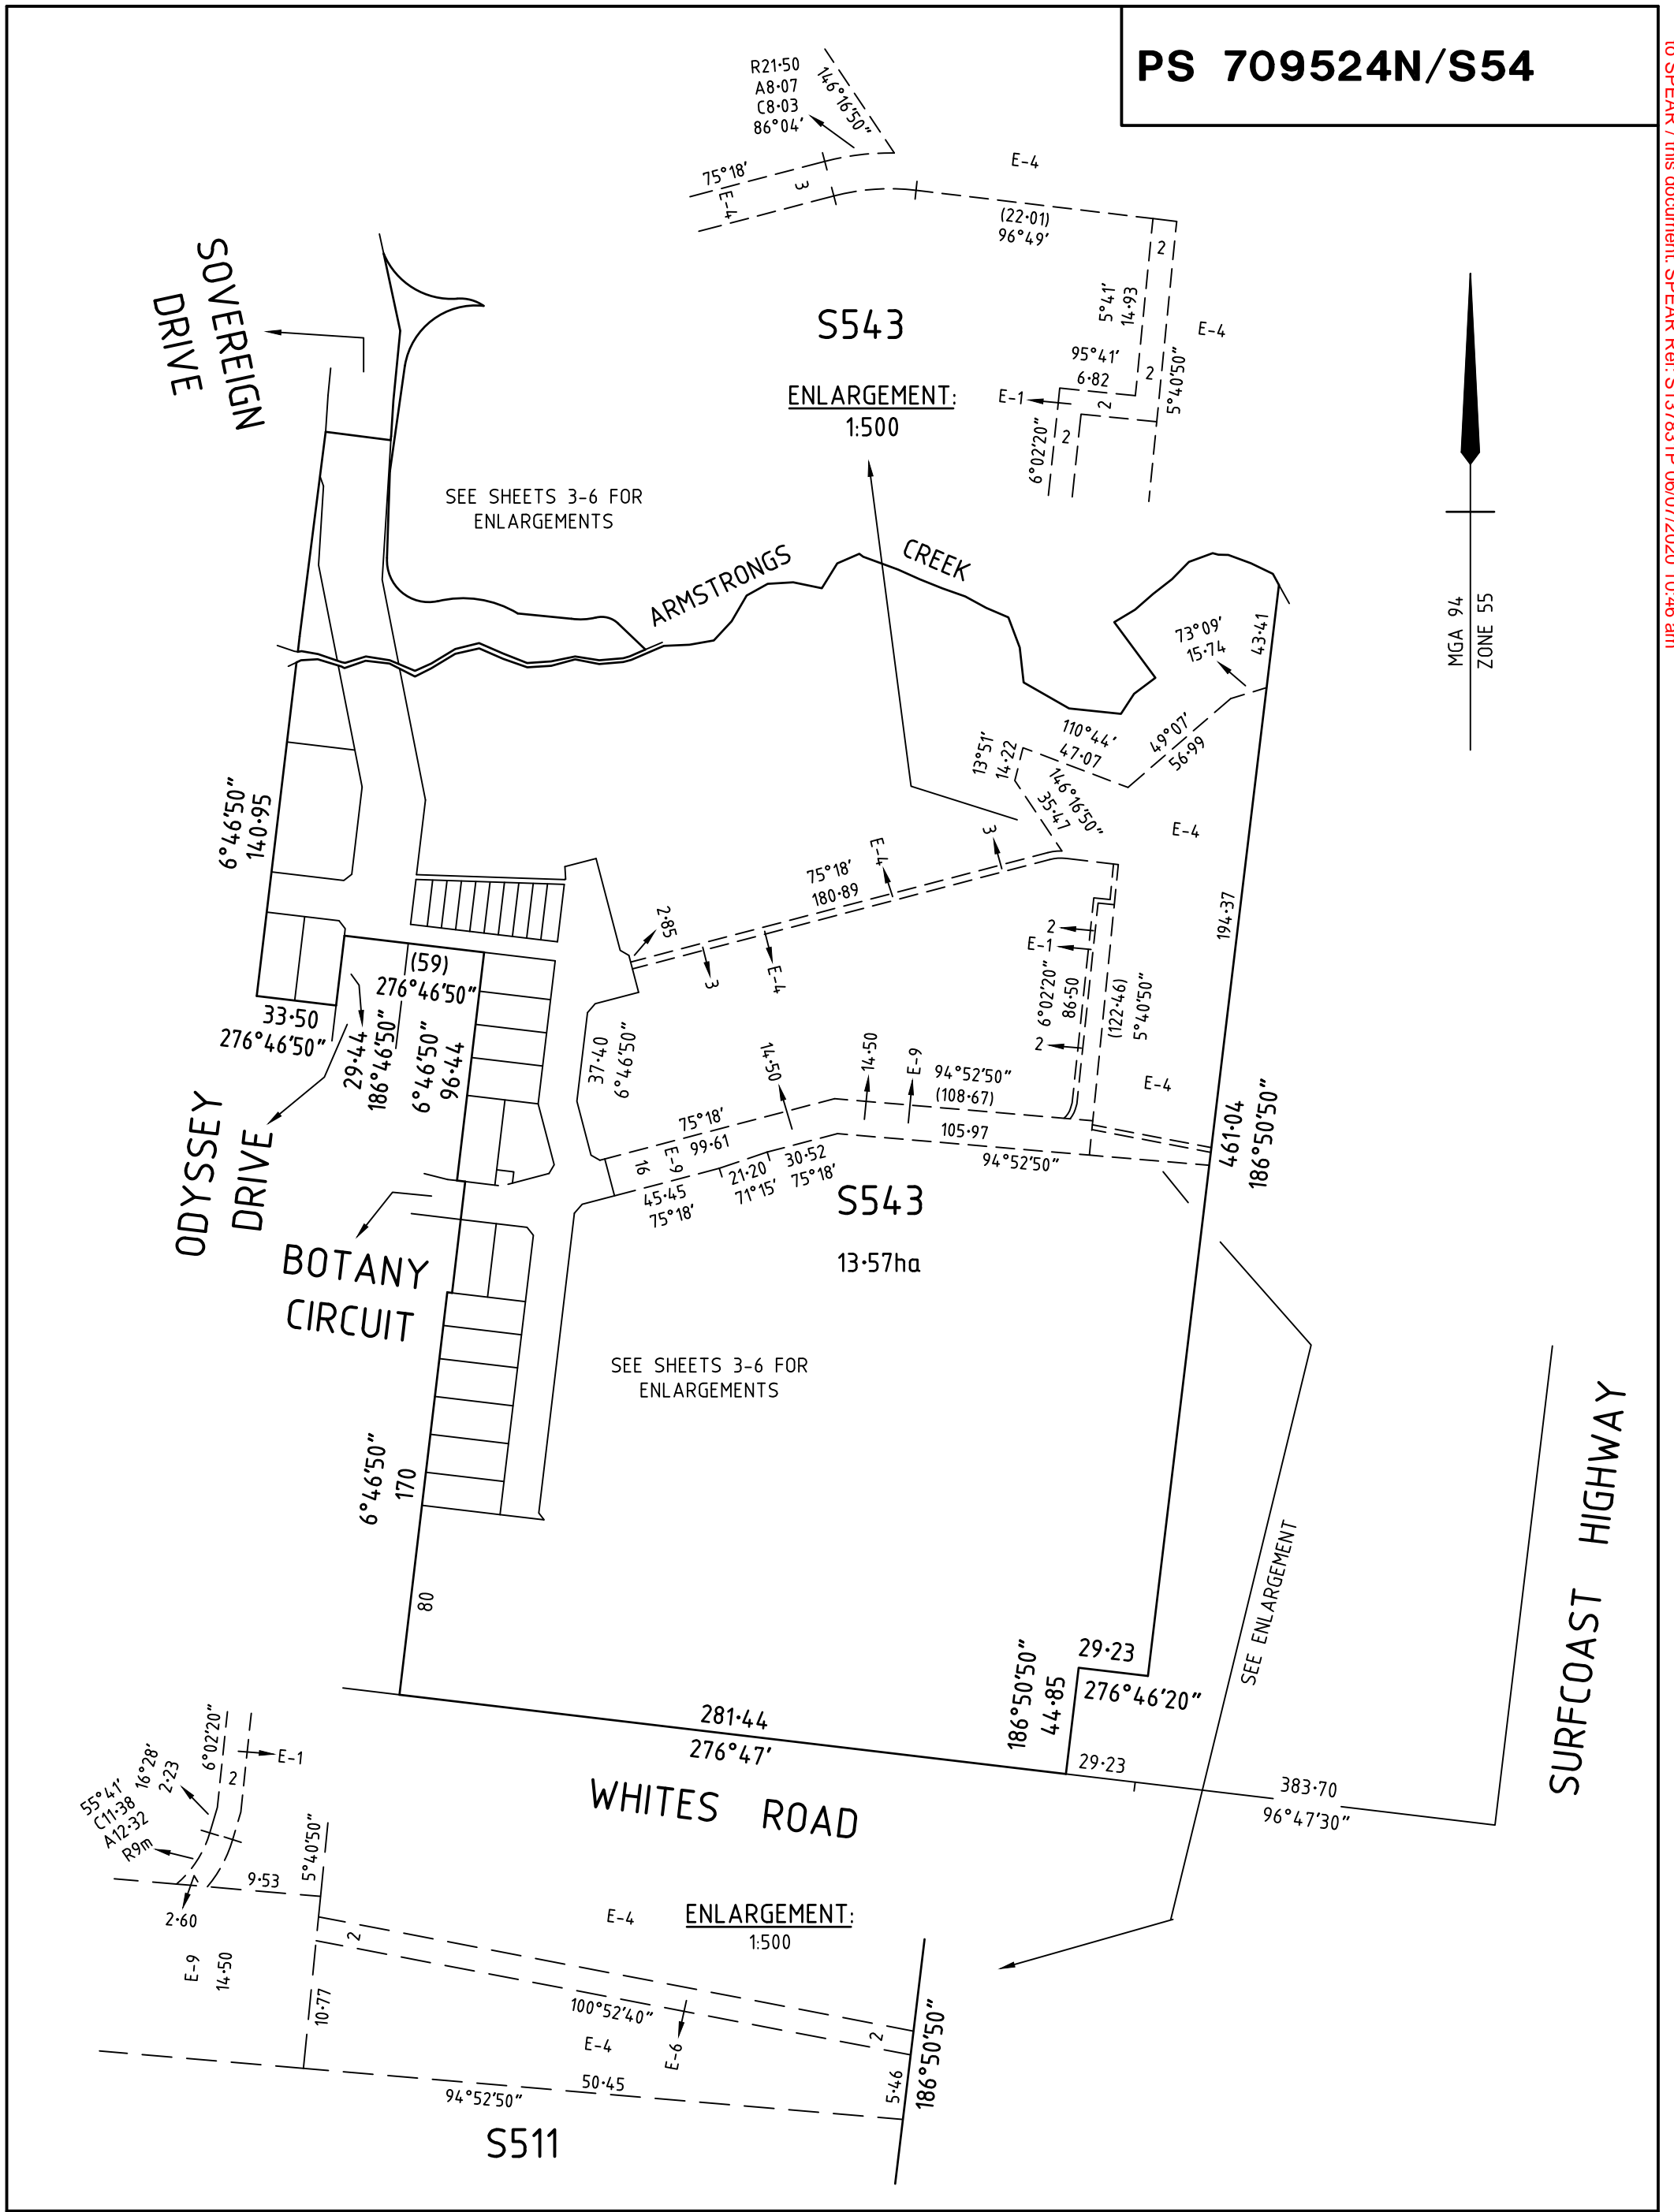 PS 709524N/S54
to SPEAR / this document. SPEAR Ref: S137831P 06/07/2020 10:46 am
R21·50
A8·07
C8·03
86°04'
146°16'50"
75°18'
E-4
3
E-4
(22·01)
96°49'
2
5°41'
14·93
E-4
S543
95°41'
6·82
2
5°40'50"
E-1
2
2
6°02'20"
ENLARGEMENT:
1:500
SOVEREIGN
DRIVE
SEE SHEETS 3-6 FOR
ENLARGEMENTS
ARMSTRONGS
CREEK
MGA 94
ZONE 55
73°09'
15·74
43·41
110°44'
47·07
49°07'
56·99
13°51'
14·22
146°16'50"
35·47
E-4
3
E-4
75°18'
180·89
6°46'50"
140·95
2·85
3
E-4
194·37
2
E-1
6°02'20"
86·50
(122·46)
5°40'50"
2
E-4
(59)
276°46'50"
33·50
276°46'50"
29·44
186°46'50"
6°46'50"
96·44
37·40
6°46'50"
14·50
14·50
E-9
94°52'50"
(108·67)
75°18'
99·61
105·97
94°52'50"
16
E-9
45·45
75°18'
21·20
71°15'
30·52
75°18'
461·04
186°50'50"
ODYSSEY
DRIVE
S543
13·57ha
BOTANY
CIRCUIT
SEE SHEETS 3-6 FOR
ENLARGEMENTS
6°46'50"
170
80
SURFCOAST HIGHWAY
SEE ENLARGEMENT
186°50'50"
44·85
29·23
276°46'20"
281·44
276°47'
29·23
383·70
96°47'30"
WHITES ROAD
6°02'20"
E-1
2
16°28'
2·23
55°41'
C11·38
A12·32
R9m
9·53
5°40'50"
2·60
E-9
14·50
E-4
ENLARGEMENT:
1:500
2
10·77
100°52'40"
E-4
E-6
2
186°50'50"
5·46
50·45
94°52'50"
S511